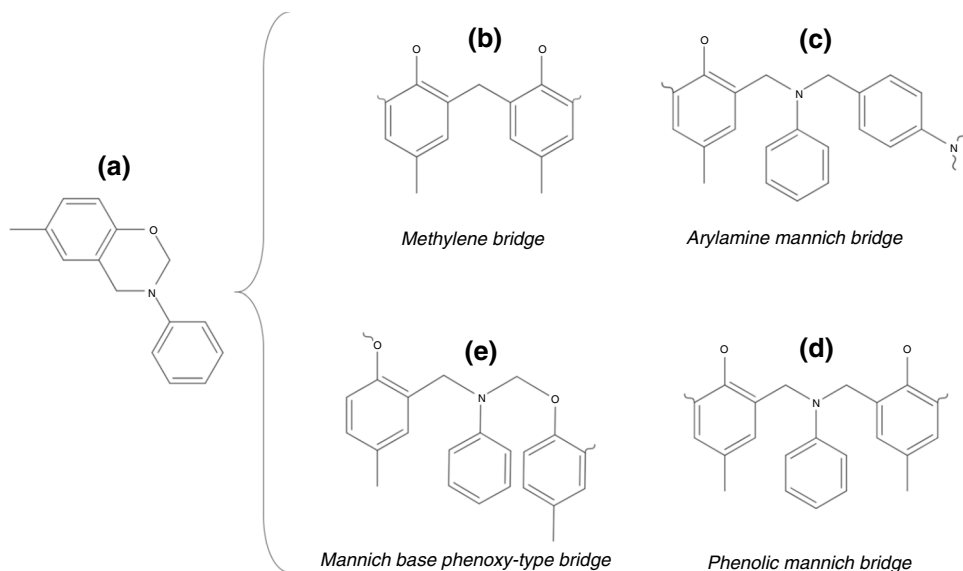 (a)
O
N
(b)
O O
Methylene bridge
(c)
O
N
N
Arylamine mannich bridge
(e)
O
N
O
Mannich base phenoxy-type bridge
(d)
O O
N
Phenolic mannich bridge